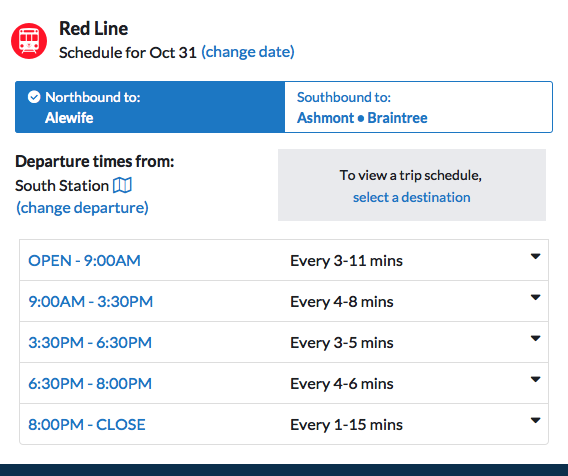 Red Line
Schedule for Oct 31 (change date)
Northbound to:
Alewife
Southbound to:
Ashmont • Braintree
Departure times from:
South Station
(change departure)
To view a trip schedule,
select a destination
OPEN - 9:00AM Every 3-11 mins
9:00AM - 3:30PM Every 4-8 mins
3:30PM - 6:30PM Every 3-5 mins
6:30PM - 8:00PM Every 4-6 mins
8:00PM - CLOSE Every 1-15 mins